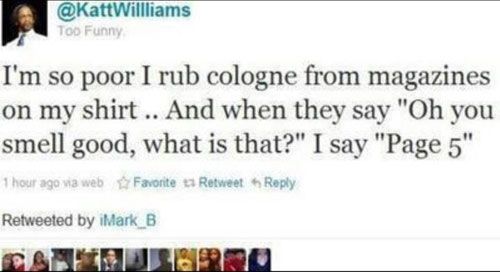 @KattWillliams
Too Funny.
I'm so poor I rub cologne from magazines
on my shirt .. And when they say "Oh you
smell good, what is that?" I say "Page 5"
1 hour ago via web Favorite Retweet Reply
Retweeted by iMark_B